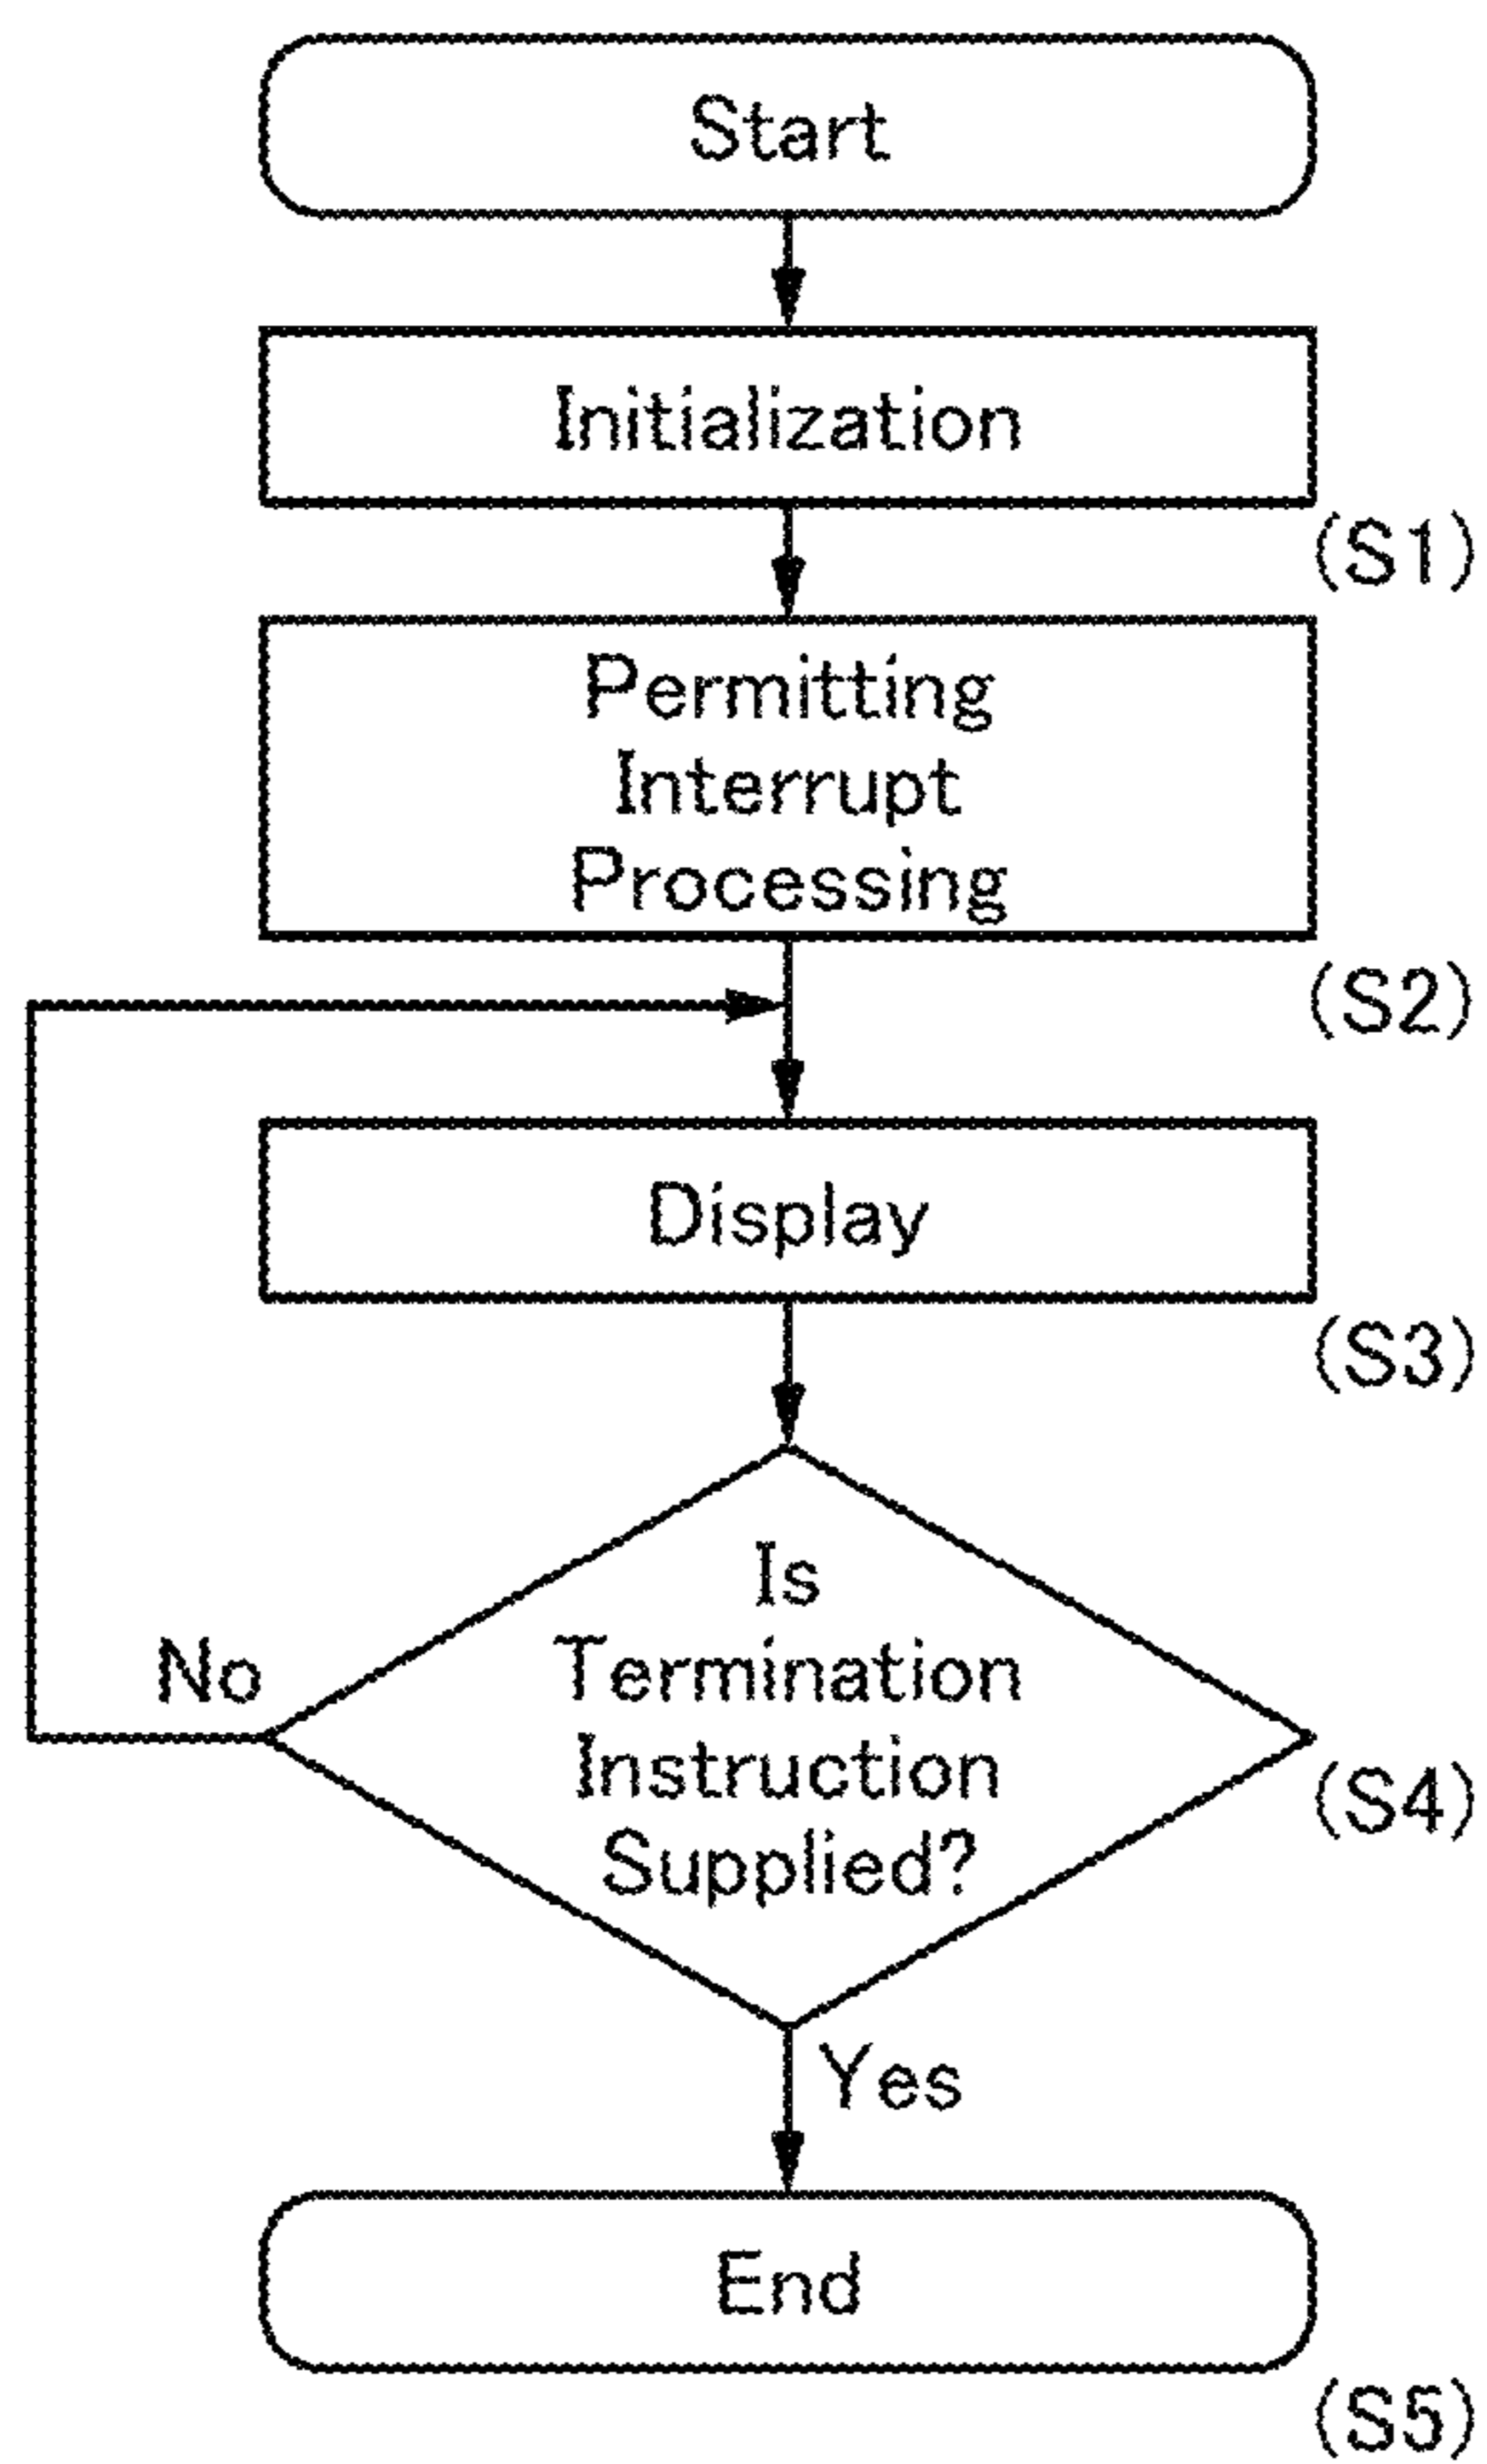 Start
Initialization
(S1)
Permitting
Interrupt
Processing
(S2)
Display
(S3)
Is
Termination
Instruction
Supplied?
No
(S4)
Yes
End
(S5)